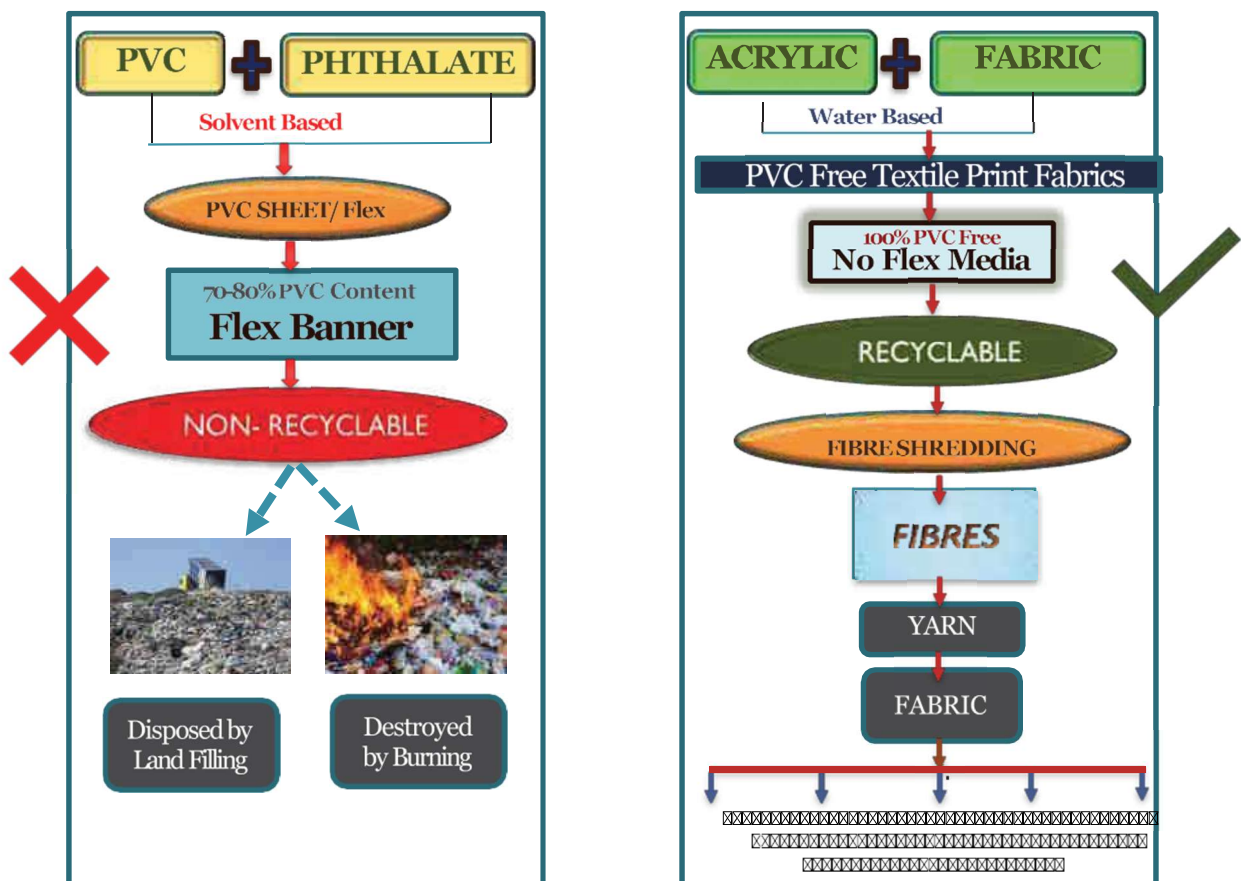 PVC
PHTHALATE
Solvent Based
PVC SHEET/ Flex
70-80% PVC Content
Flex Banner
NON- RECYCLABLE
Disposed by
Land Filling
Destroyed
by Burning
ACRYLIC
FABRIC
Water Based
PVC Free Textile Print Fabrics
100% PVC Free
No Flex Media
RECYCLABLE
FIBRE SHREDDING
FIBRES
YARN
FABRIC